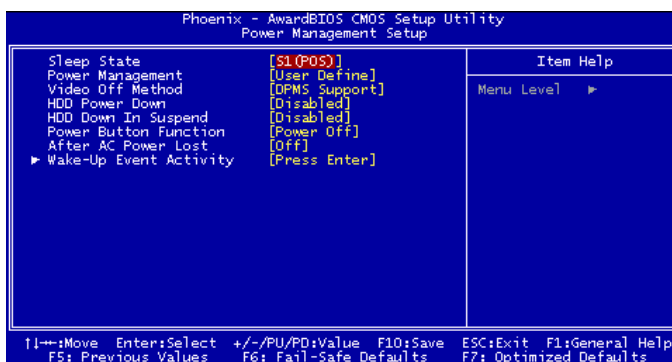 Phoenix - AwardBIOS CMOS Setup Utility
Power Management Setup
Sleep State [S1(POS)]
Power Management [User Define]
Video Off Method [DPMS Support]
HDD Power Down [Disabled]
HDD Down In Suspend [Disabled]
Power Button Function [Power Off]
After AC Power Lost [Off]
► Wake-Up Event Activity [Press Enter]
Item Help
Menu Level ►
↑↓→←:Move Enter:Select +/-/PU/PD:Value F10:Save ESC:Exit F1:General Help
F5: Previous Values F6: Fail-Safe Defaults F7: Optimized Defaults